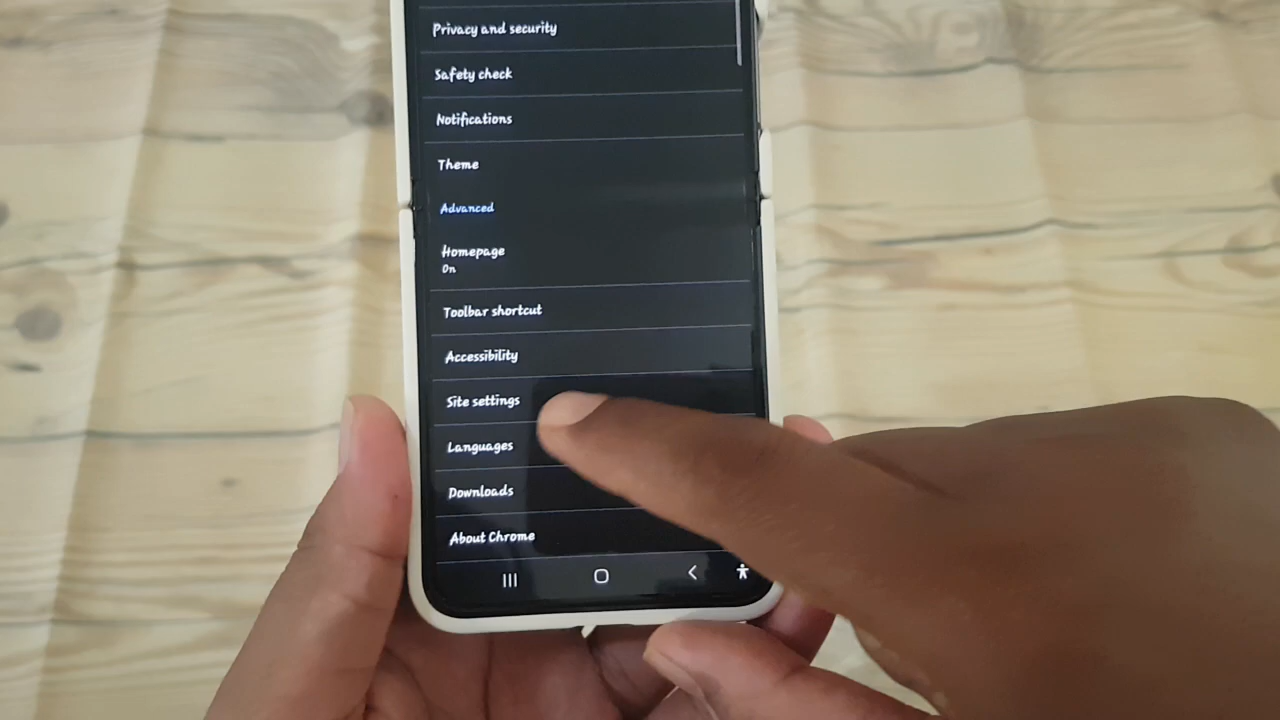 Privacy and security
Safety check
Notifications
Theme
Advanced
Homepage
On
Toolbar shortcut
Accessibility
Site settings
Languages
Downloads
About Chrome